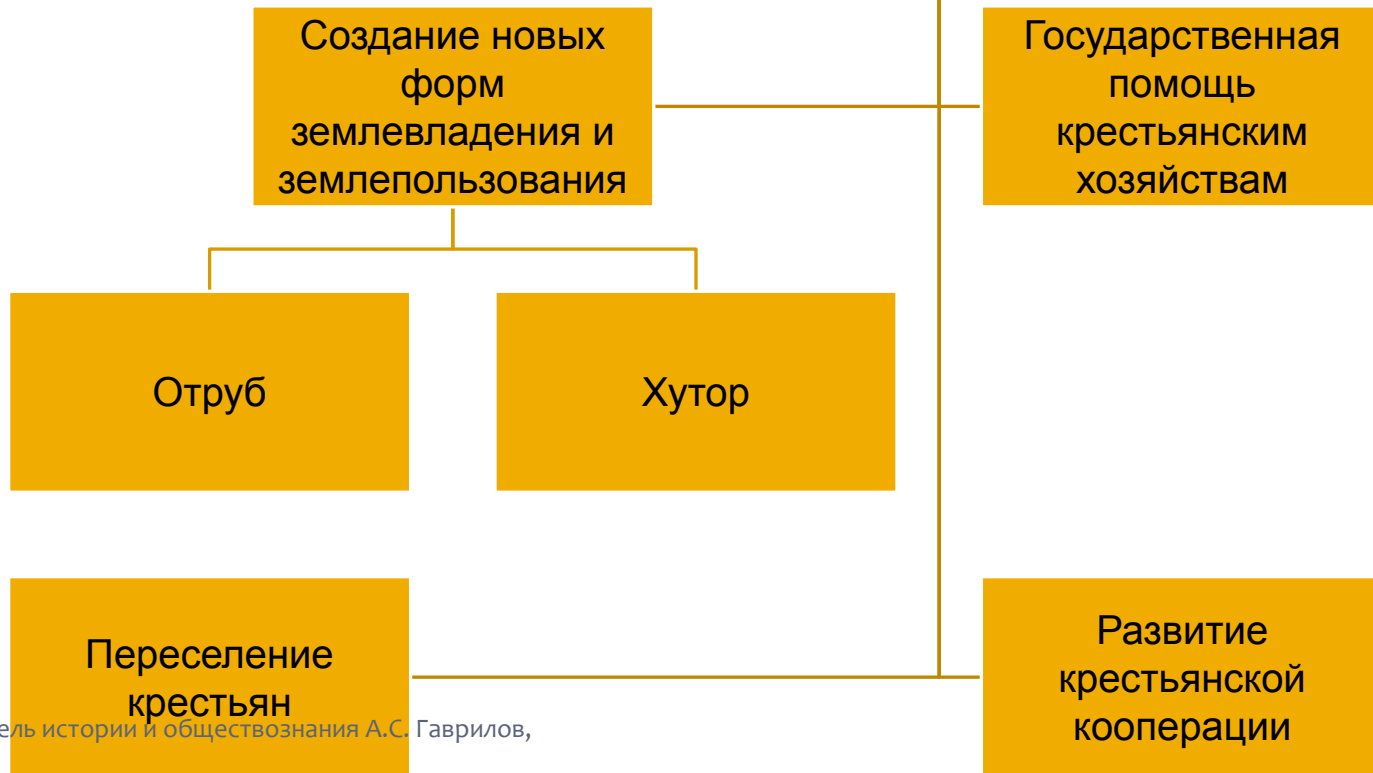 Создание новых
форм
землевладения и
землепользования
Государственная
помощь
крестьянским
хозяйствам
Отруб
Хутор
Переселение
крестьян
Развитие
крестьянской
кооперации
истории и обществознания А.С. Гаврилов,